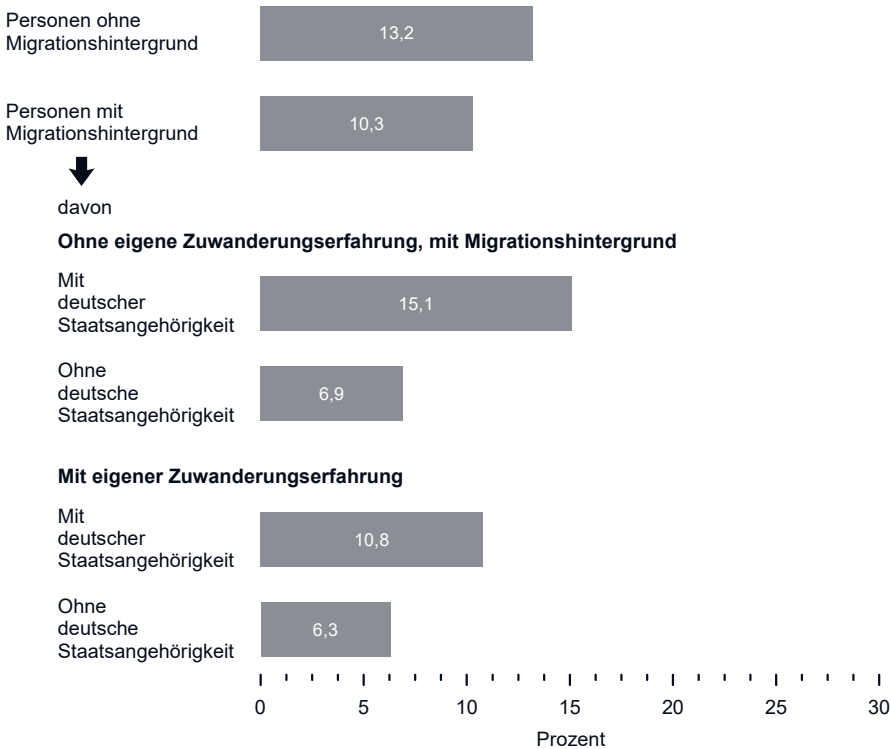 Personen ohne
Migrationshintergrund
13,2
Personen mit
Migrationshintergrund
10,3
davon
Ohne eigene Zuwanderungserfahrung, mit Migrationshintergrund
Mit
deutscher
Staatsangehörigkeit
15,1
Ohne
deutsche
Staatsangehörigkeit
6,9
Mit eigener Zuwanderungserfahrung
Mit
deutscher
Staatsangehörigkeit
10,8
Ohne
deutsche
Staatsangehörigkeit
6,3
0 5 10 15 20 25 30
Prozent